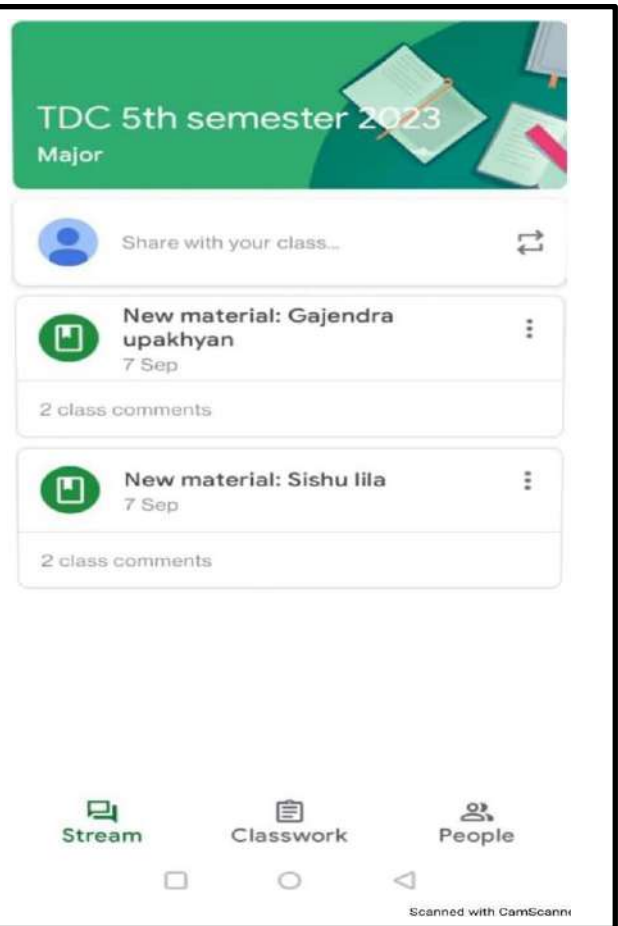 TDC 5th semester 2023
Major
Share with your class...
New material: Gajendra
upakhyan
7 Sep
2 class comments
New material: Sishu lila
7 Sep
2 class comments
Stream Classwork People
Scanned with CamScanne